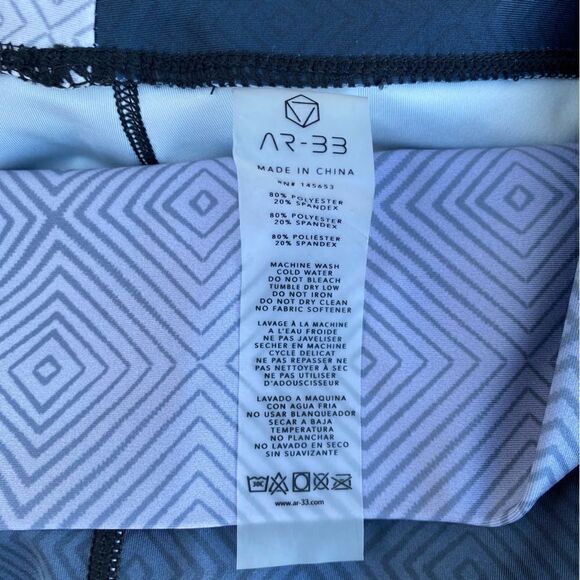 AR-33
MADE IN CHINA
RN# 145653
80% POLYESTER
20% SPANDEX
80% POLYESTER
20% SPANDEX
80% POLIÉSTER
20% SPANDEX
MACHINE WASH
COLD WATER
DO NOT BLEACH
TUMBLE DRY LOW
DO NOT IRON
DO NOT DRY CLEAN
NO FABRIC SOFTENER
LAVAGE À LA MACHINE
A L'EAU FROIDE
NE PAS JAVELISER
SECHER EN MACHINE
CYCLE DELICAT
NE PAS REPASSER NE
PAS NETTOYER À SEC
NE PAS UTILISER
D'ADOUSCISSEUR
LAVADO A MAQUINA
CON AGUA FRIA
NO USAR BLANQUEADOR
SECAR A BAJA
TEMPERATURA
NO PLANCHAR
NO LAVADO EN SECO
SIN SUAVIZANTE
30C
www.ar-33.com